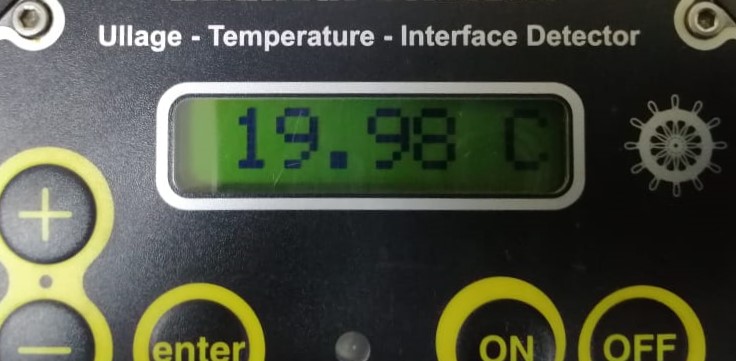 Ullage - Temperature - Interface Detector
19.98 C
+
-
enter
ON
OFF